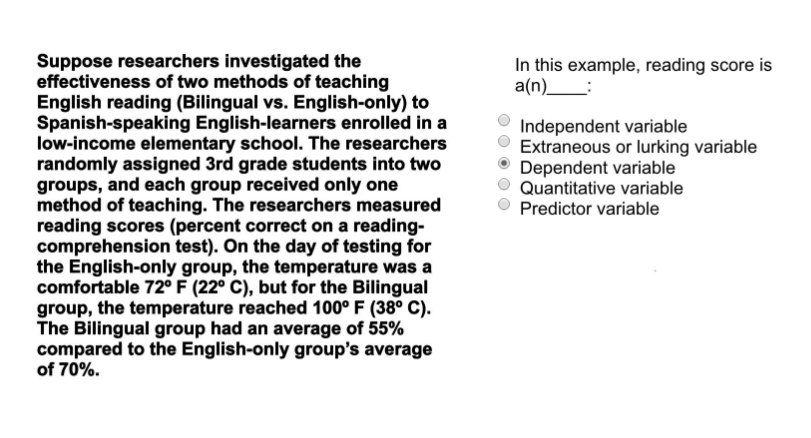 Suppose researchers investigated the
effectiveness of two methods of teaching
English reading (Bilingual vs. English-only) to
Spanish-speaking English-learners enrolled in a
low-income elementary school. The researchers
randomly assigned 3rd grade students into two
groups, and each group received only one
method of teaching. The researchers measured
reading scores (percent correct on a reading-
comprehension test). On the day of testing for
the English-only group, the temperature was a
comfortable 72º F (22º C), but for the Bilingual
group, the temperature reached 100º F (38º C).
The Bilingual group had an average of 55%
compared to the English-only group’s average
of 70%.
In this example, reading score is
a(n)____:
Independent variable
Extraneous or lurking variable
Dependent variable
Quantitative variable
Predictor variable